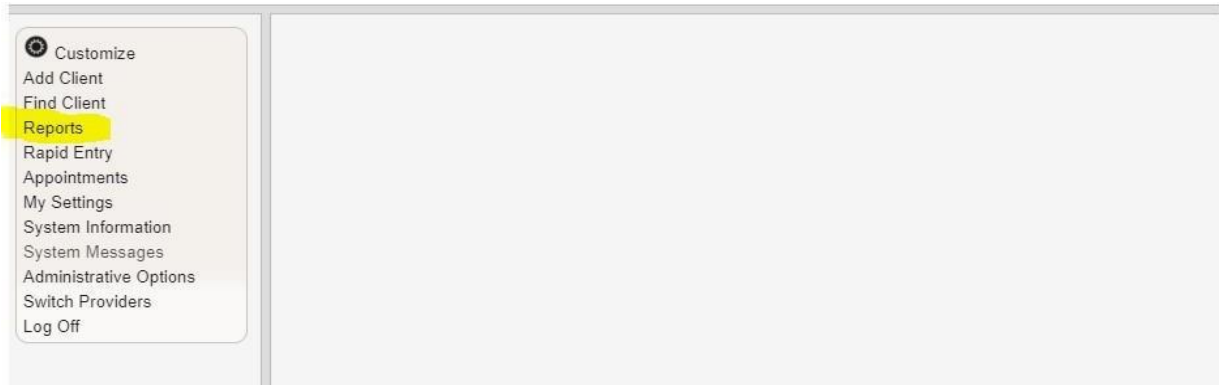 Customize
Add Client
Find Client
Reports
Rapid Entry
Appointments
My Settings
System Information
System Messages
Administrative Options
Switch Providers
Log Off